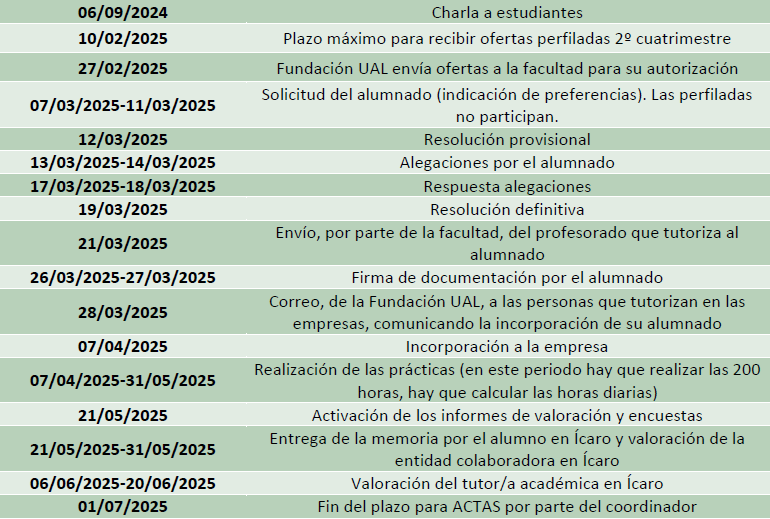 06/09/2024 Charla a estudiantes
10/02/2025 Plazo máximo para recibir ofertas perfiladas 2º cuatrimestre
27/02/2025 Fundación UAL envía ofertas a la facultad para su autorización
07/03/2025-11/03/2025 Solicitud del alumnado (indicación de preferencias). Las perfiladas
no participan.
12/03/2025 Resolución provisional
13/03/2025-14/03/2025 Alegaciones por el alumnado
17/03/2025-18/03/2025 Respuesta alegaciones
19/03/2025 Resolución definitiva
21/03/2025 Envío, por parte de la facultad, del profesorado que tutoriza al
alumnado
26/03/2025-27/03/2025 Firma de documentación por el alumnado
28/03/2025 Correo, de la Fundación UAL, a las personas que tutorizan en las
empresas, comunicando la incorporación de su alumnado
07/04/2025 Incorporación a la empresa
07/04/2025-31/05/2025 Realización de las prácticas (en este periodo hay que realizar las 200
horas, hay que calcular las horas diarias)
21/05/2025 Activación de los informes de valoración y encuestas
21/05/2025-31/05/2025 Entrega de la memoria por el alumno en Ícaro y valoración de la
entidad colaboradora en Ícaro
06/06/2025-20/06/2025 Valoración del tutor/a académica en Ícaro
01/07/2025 Fin del plazo para ACTAS por parte del coordinador